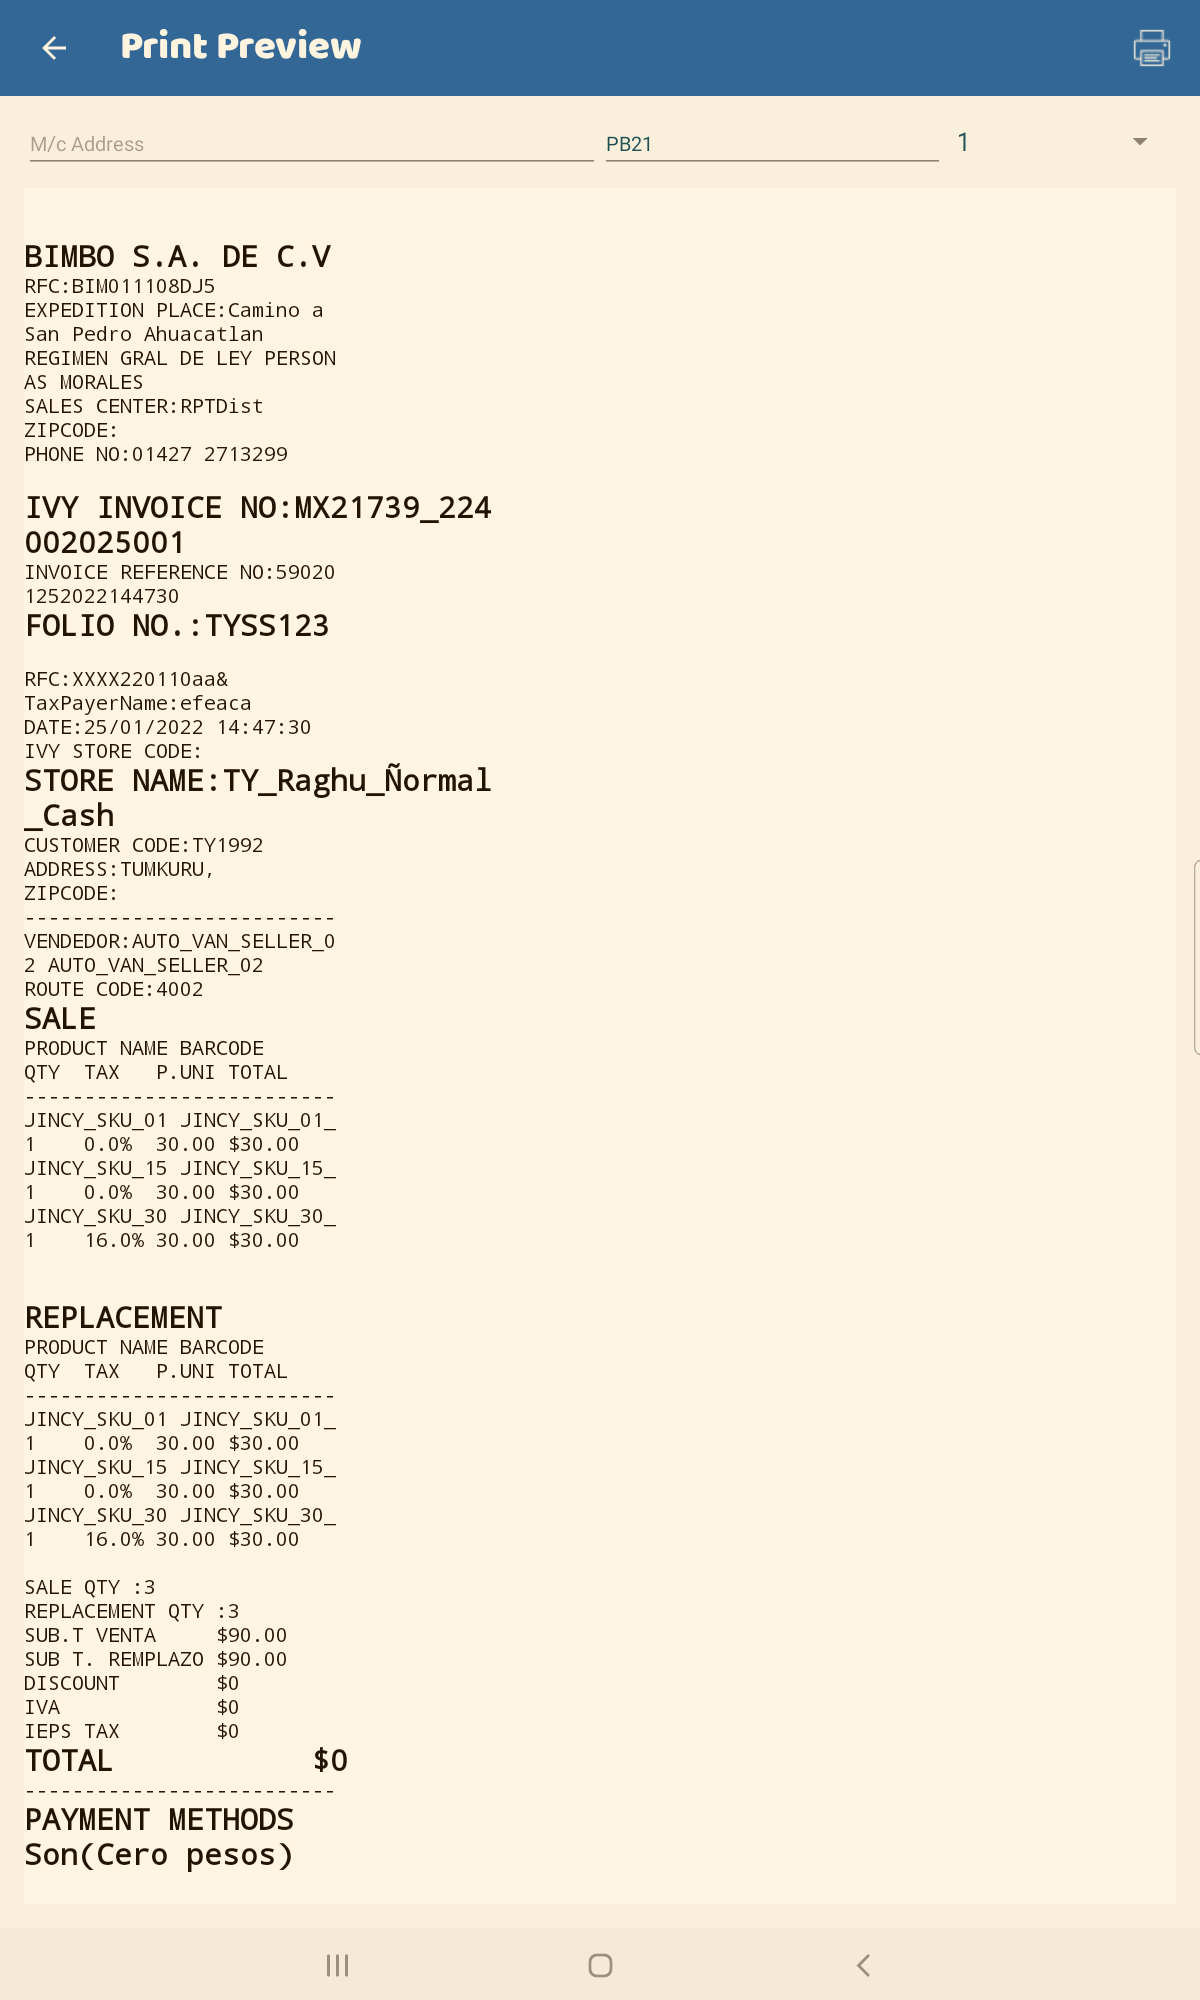 Print Preview
M/c Address
PB21
1
BIMBO S.A. DE C.V
RFC:BIM011108DJ5
EXPEDITION PLACE:Camino a
San Pedro Ahuacatlan
REGIMEN GRAL DE LEY PERSON
AS MORALES
SALES CENTER:RPTDist
ZIPCODE:
PHONE NO:01427 2713299
IVY INVOICE NO:MX21739_224
002025001
INVOICE REFERENCE NO:59020
1252022144730
FOLIO NO.:TYSS123
RFC:XXXX220110aa&
TaxPayerName:efeaca
DATE:25/01/2022 14:47:30
IVY STORE CODE:
STORE NAME:TY_Raghu_Ñormal
_Cash
CUSTOMER CODE:TY1992
ADDRESS:TUMKURU,
ZIPCODE:
--------------------------
VENDEDOR:AUTO_VAN_SELLER_0
2 AUTO_VAN_SELLER_02
ROUTE CODE:4002
SALE
PRODUCT NAME BARCODE
QTY  TAX   P.UNI TOTAL
--------------------------
JINCY_SKU_01 JINCY_SKU_01_
1    0.0%  30.00 $30.00
JINCY_SKU_15 JINCY_SKU_15_
1    0.0%  30.00 $30.00
JINCY_SKU_30 JINCY_SKU_30_
1    16.0% 30.00 $30.00
REPLACEMENT
PRODUCT NAME BARCODE
QTY  TAX   P.UNI TOTAL
--------------------------
JINCY_SKU_01 JINCY_SKU_01_
1    0.0%  30.00 $30.00
JINCY_SKU_15 JINCY_SKU_15_
1    0.0%  30.00 $30.00
JINCY_SKU_30 JINCY_SKU_30_
1    16.0% 30.00 $30.00
SALE QTY :3
REPLACEMENT QTY :3
SUB.T VENTA     $90.00
SUB T. REMPLAZO $90.00
DISCOUNT        $0
IVA             $0
IEPS TAX        $0
TOTAL           $0
--------------------------
PAYMENT METHODS
Son(Cero pesos)